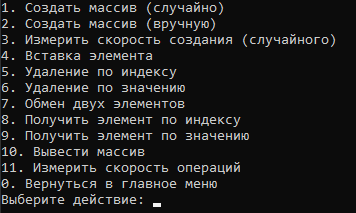 1. Создать массив (случайно)
2. Создать массив (вручную)
3. Измерить скорость создания (случайного)
4. Вставка элемента
5. Удаление по индексу
6. Удаление по значению
7. Обмен двух элементов
8. Получить элемент по индексу
9. Получить элемент по значению
10. Вывести массив
11. Измерить скорость операций
0. Вернуться в главное меню
Выберите действие: